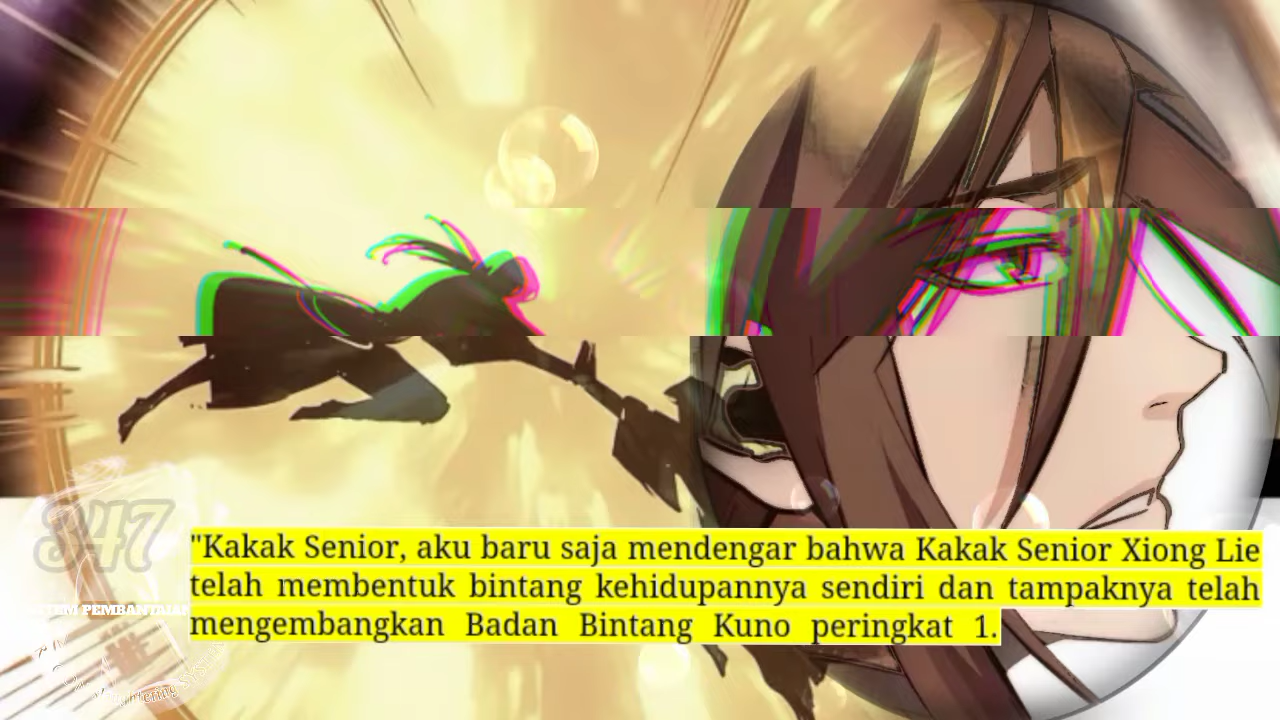 347
"Kakak Senior, aku baru saja mendengar bahwa Kakak Senior Xiong Lie
telah membentuk bintang kehidupannya sendiri dan tampaknya telah
mengembangkan Badan Bintang Kuno peringkat 1.
PEMBANTAIAN